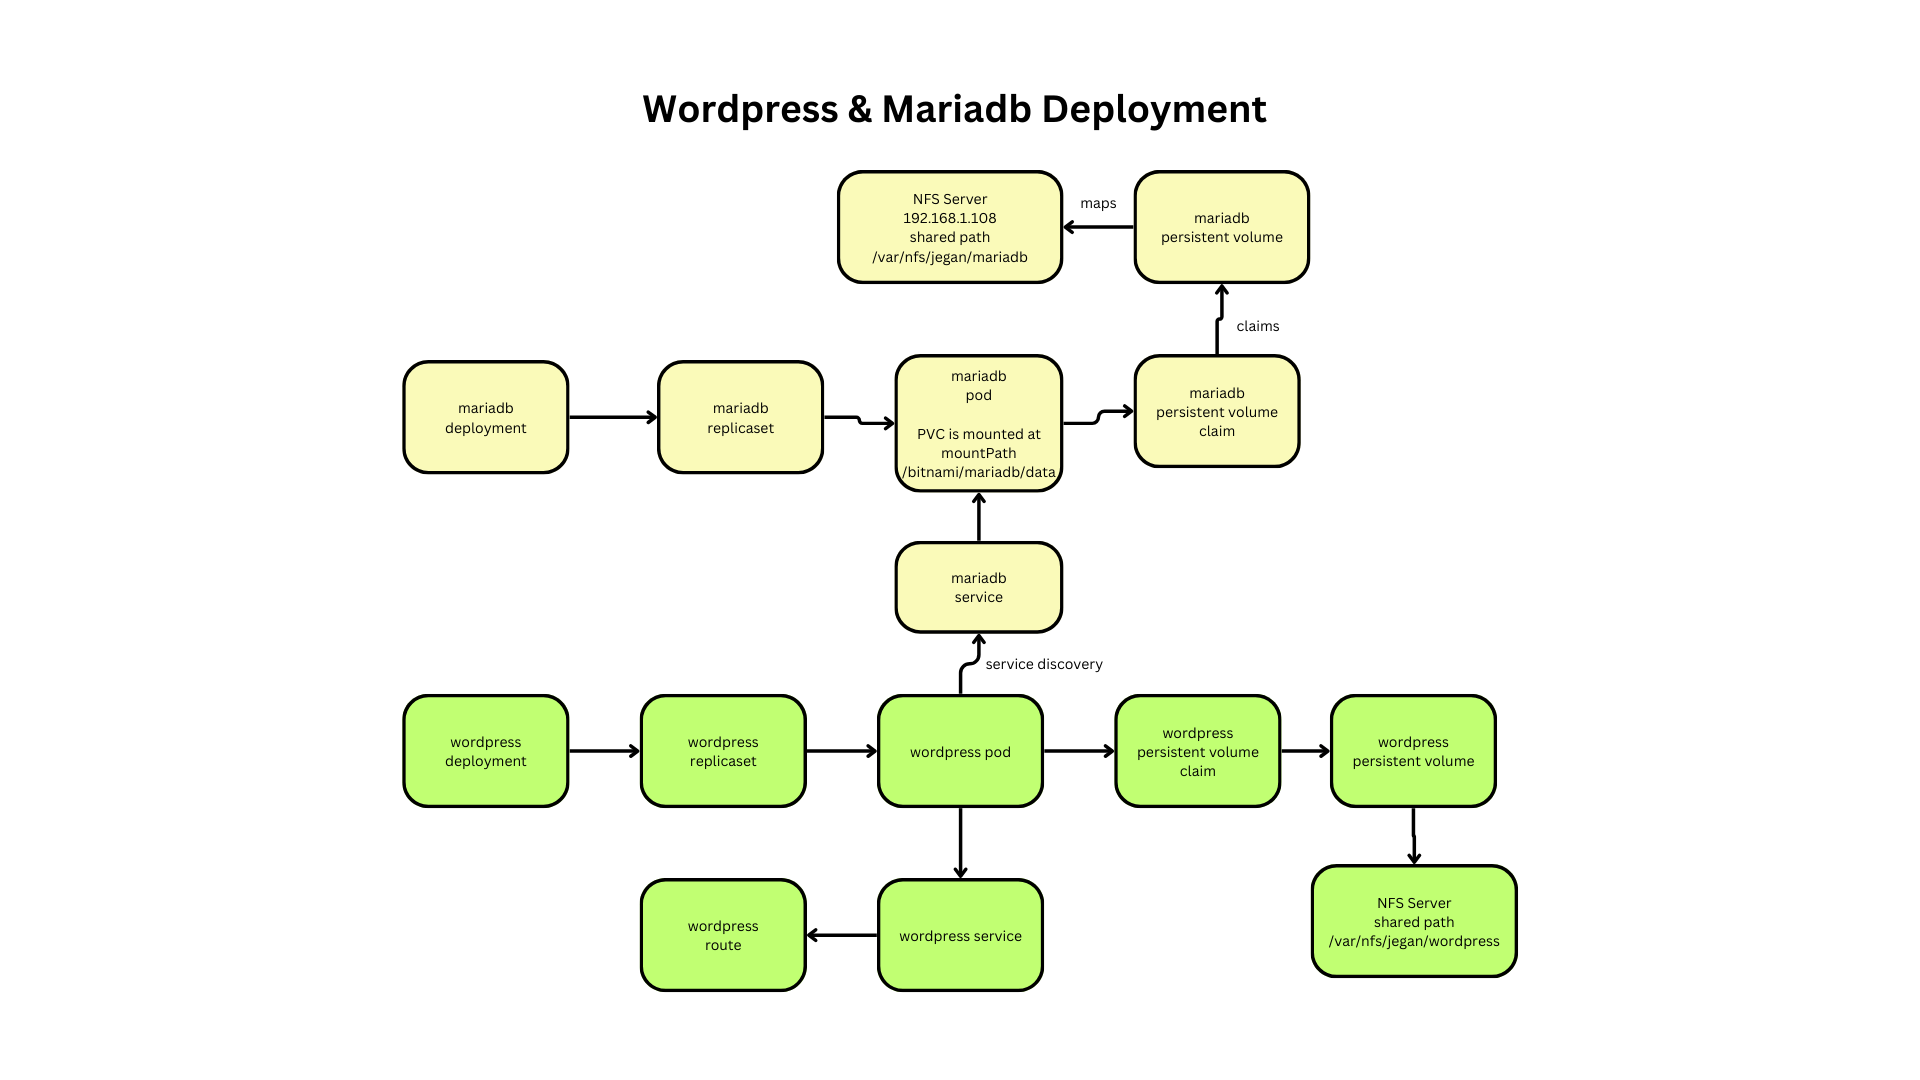 Wordpress & Mariadb Deployment
NFS Server
192.168.1.108
shared path
/var/nfs/jegan/mariadb
maps
mariadb
persistent volume
claims
mariadb
deployment
mariadb
replicaset
mariadb
pod
PVC is mounted at
mountPath
/bitnami/mariadb/data
mariadb
persistent volume
claim
mariadb
service
service discovery
wordpress
deployment
wordpress
replicaset
wordpress pod
wordpress
persistent volume
claim
wordpress
persistent volume
wordpress
route
wordpress service
NFS Server
shared path
/var/nfs/jegan/wordpress